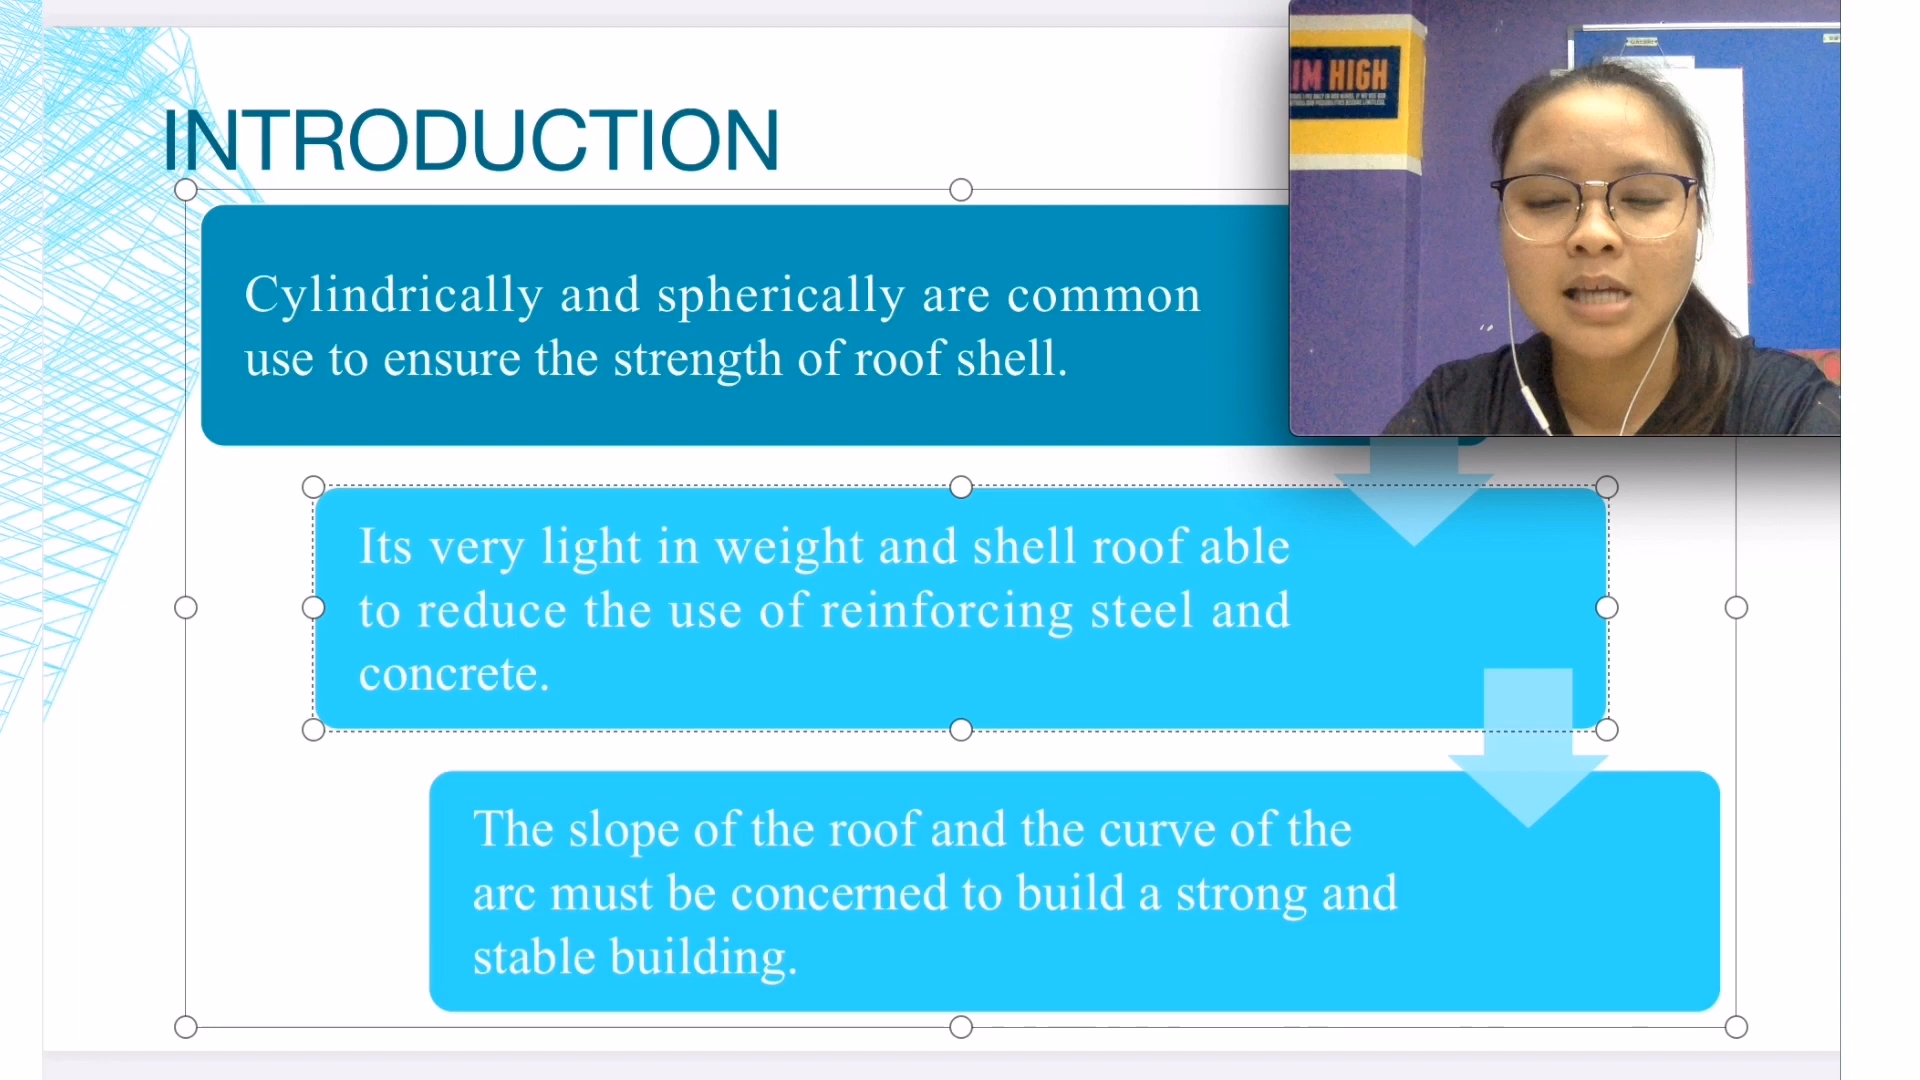 INTRODUCTION
IM HIGH
Cylindrically and spherically are common
use to ensure the strength of roof shell.
Its very light in weight and shell roof able
to reduce the use of reinforcing steel and
concrete.
The slope of the roof and the curve of the
arc must be concerned to build a strong and
stable building.